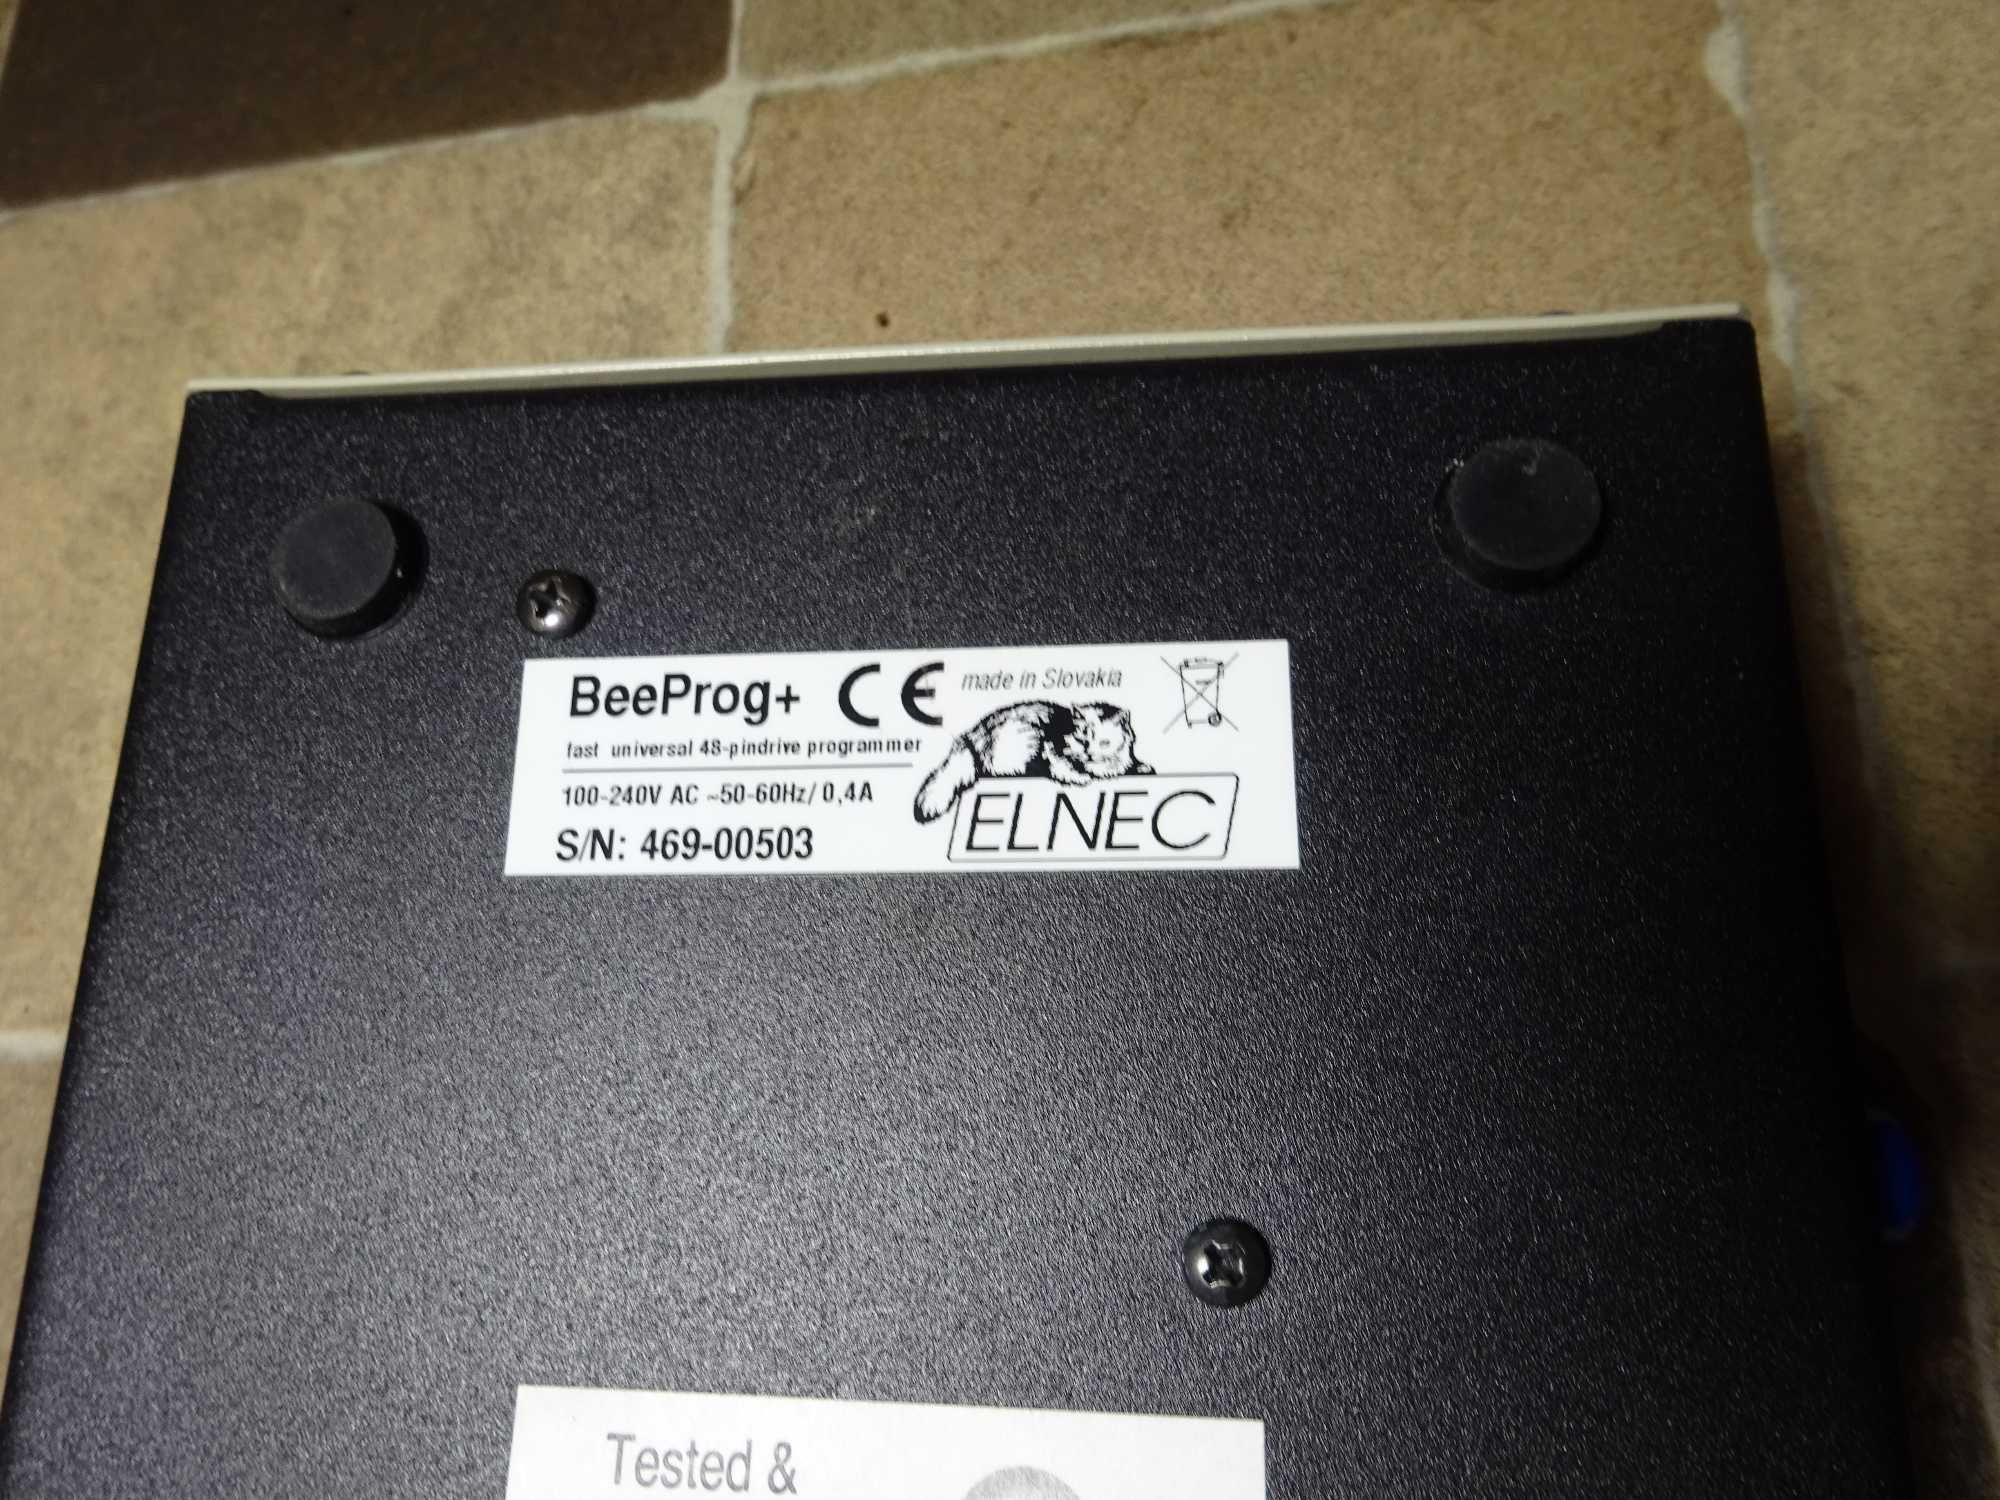 BeeProg+ CE made in Slovakia
fast universal 48-pindrive programmer
100-240V AC ~50-60Hz/ 0,4A
S/N: 469-00503
ELNEC
Tested &